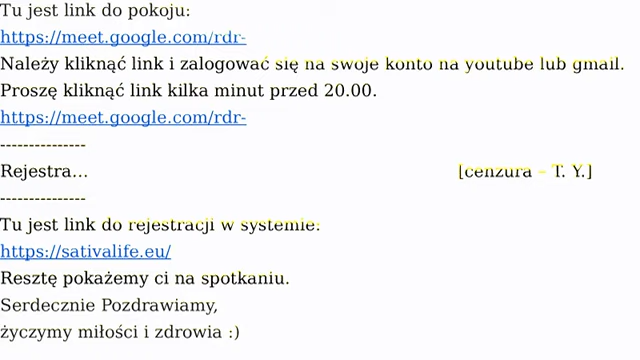 Tu jest link do pokoju:
https://meet.google.com/rdr-
Należy kliknąć link i zalogować się na swoje konto na youtube lub gmail.
Proszę kliknąć link kilka minut przed 20.00.
https://meet.google.com/rdr-
---------------
Rejestra... [cenzura – T. Y.]
---------------
Tu jest link do rejestracji w systemie:
https://sativalife.eu/
Resztę pokażemy ci na spotkaniu.
Serdecznie Pozdrawiamy,
życzymy miłości i zdrowia :)